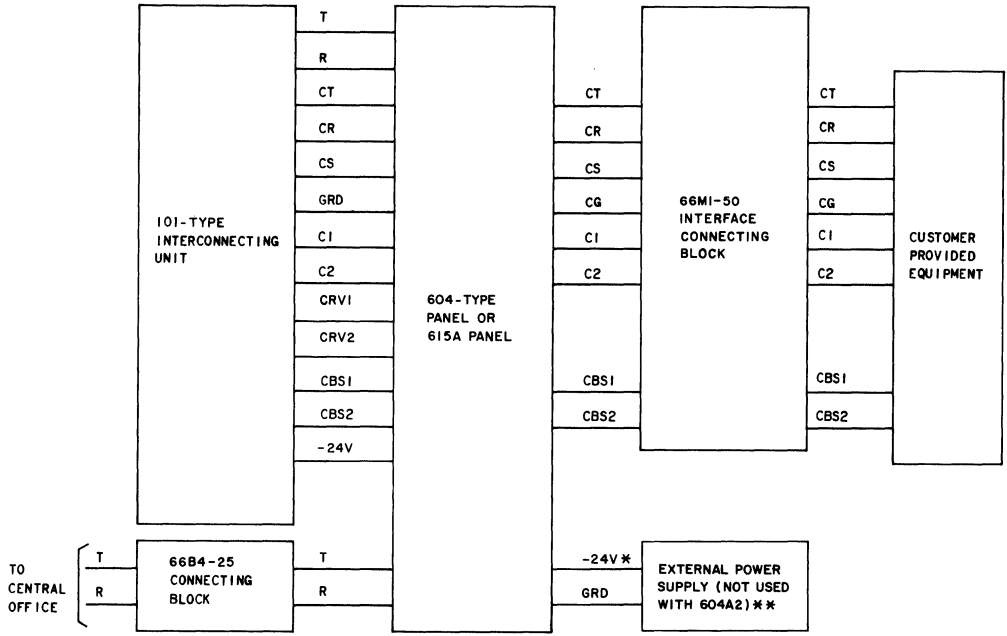 T
R
CT
CR
CS
GRD
C1
C2
CRV1
CRV2
CBS1
CBS2
-24V
101-TYPE
INTERCONNECTING
UNIT
604-TYPE
PANEL OR
615A PANEL
CT
CR
CS
CG
C1
C2
CBS1
CBS2
66M1-50
INTERFACE
CONNECTING
BLOCK
CT
CR
CS
CG
C1
C2
CBS1
CBS2
CUSTOMER
PROVIDED
EQUIPMENT
TO
CENTRAL
OFFICE
T
R
66B4-25
CONNECTING
BLOCK
T
R
-24V*
GRD
EXTERNAL POWER
SUPPLY (NOT USED
WITH 604A2)**